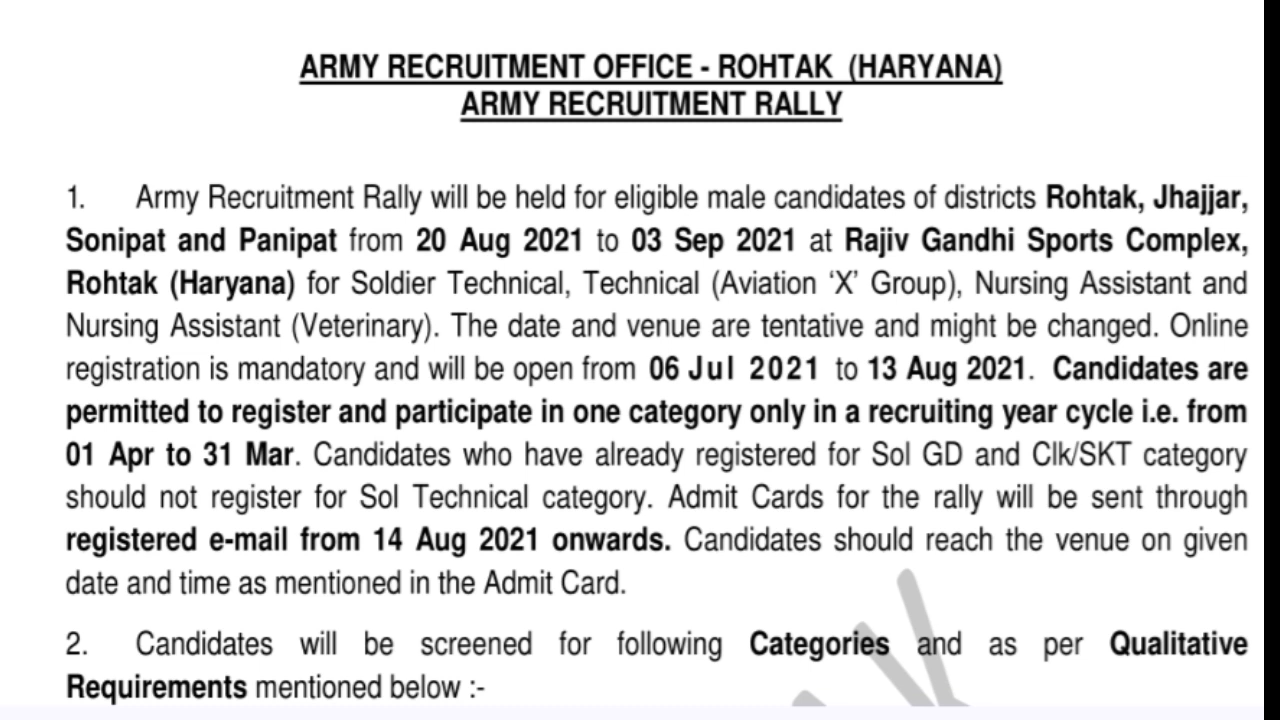 ARMY RECRUITMENT OFFICE - ROHTAK (HARYANA)
ARMY RECRUITMENT RALLY
1. Army Recruitment Rally will be held for eligible male candidates of districts Rohtak, Jhajjar,
Sonipat and Panipat from 20 Aug 2021 to 03 Sep 2021 at Rajiv Gandhi Sports Complex,
Rohtak (Haryana) for Soldier Technical, Technical (Aviation ‘X’ Group), Nursing Assistant and
Nursing Assistant (Veterinary). The date and venue are tentative and might be changed. Online
registration is mandatory and will be open from 06 Jul 2021 to 13 Aug 2021. Candidates are
permitted to register and participate in one category only in a recruiting year cycle i.e. from
01 Apr to 31 Mar. Candidates who have already registered for Sol GD and Clk/SKT category
should not register for Sol Technical category. Admit Cards for the rally will be sent through
registered e-mail from 14 Aug 2021 onwards. Candidates should reach the venue on given
date and time as mentioned in the Admit Card.
2. Candidates will be screened for following Categories and as per Qualitative
Requirements mentioned below :-